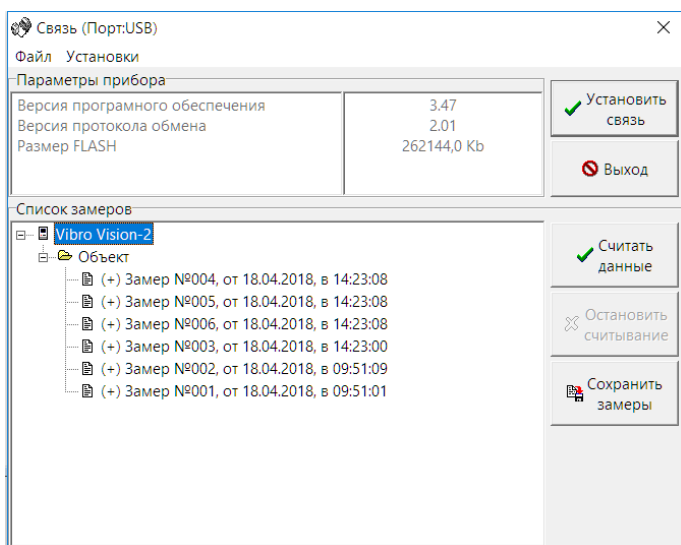 Связь (Порт:USB)
Файл Установки
Параметры прибора
Версия програмного обеспечения 3.47
Версия протокола обмена 2.01
Размер FLASH 262144,0 Kb
Установить
связь
Выход
Список замеров
Vibro Vision-2
Объект
(+) Замер №004, от 18.04.2018, в 14:23:08
(+) Замер №005, от 18.04.2018, в 14:23:08
(+) Замер №006, от 18.04.2018, в 14:23:08
(+) Замер №003, от 18.04.2018, в 14:23:00
(+) Замер №002, от 18.04.2018, в 09:51:09
(+) Замер №001, от 18.04.2018, в 09:51:01
Считать
данные
Остановить
считывание
Сохранить
замеры